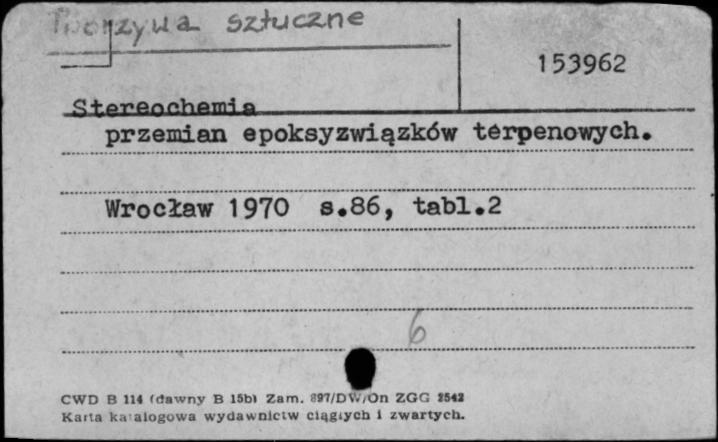 Tworzywa sztuczne
153962
Stereochemia
przemian epoksyzwiązków terpenowych.
Wrocław 1970 s.86, tabl.2
6
CWD B 114 (dawny B 15b) Zam. 897/DW/On ZGG 2542
Karta katalogowa wydawnictw ciągłych i zwartych.